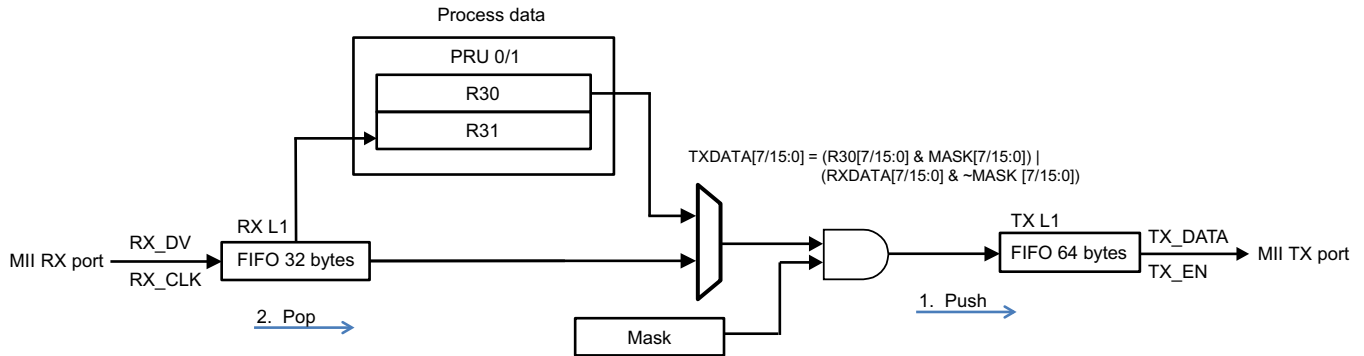 Process data
PRU 0/1
R30
R31
TXDATA[7/15:0] = (R30[7/15:0] & MASK[7/15:0]) |
(RXDATA[7/15:0] & ~MASK [7/15:0])
RX L1
TX L1
MII RX port
RX_DV
RX_CLK
FIFO 32 bytes
FIFO 64 bytes
TX_DATA
TX_EN
MII TX port
2. Pop
1. Push
Mask